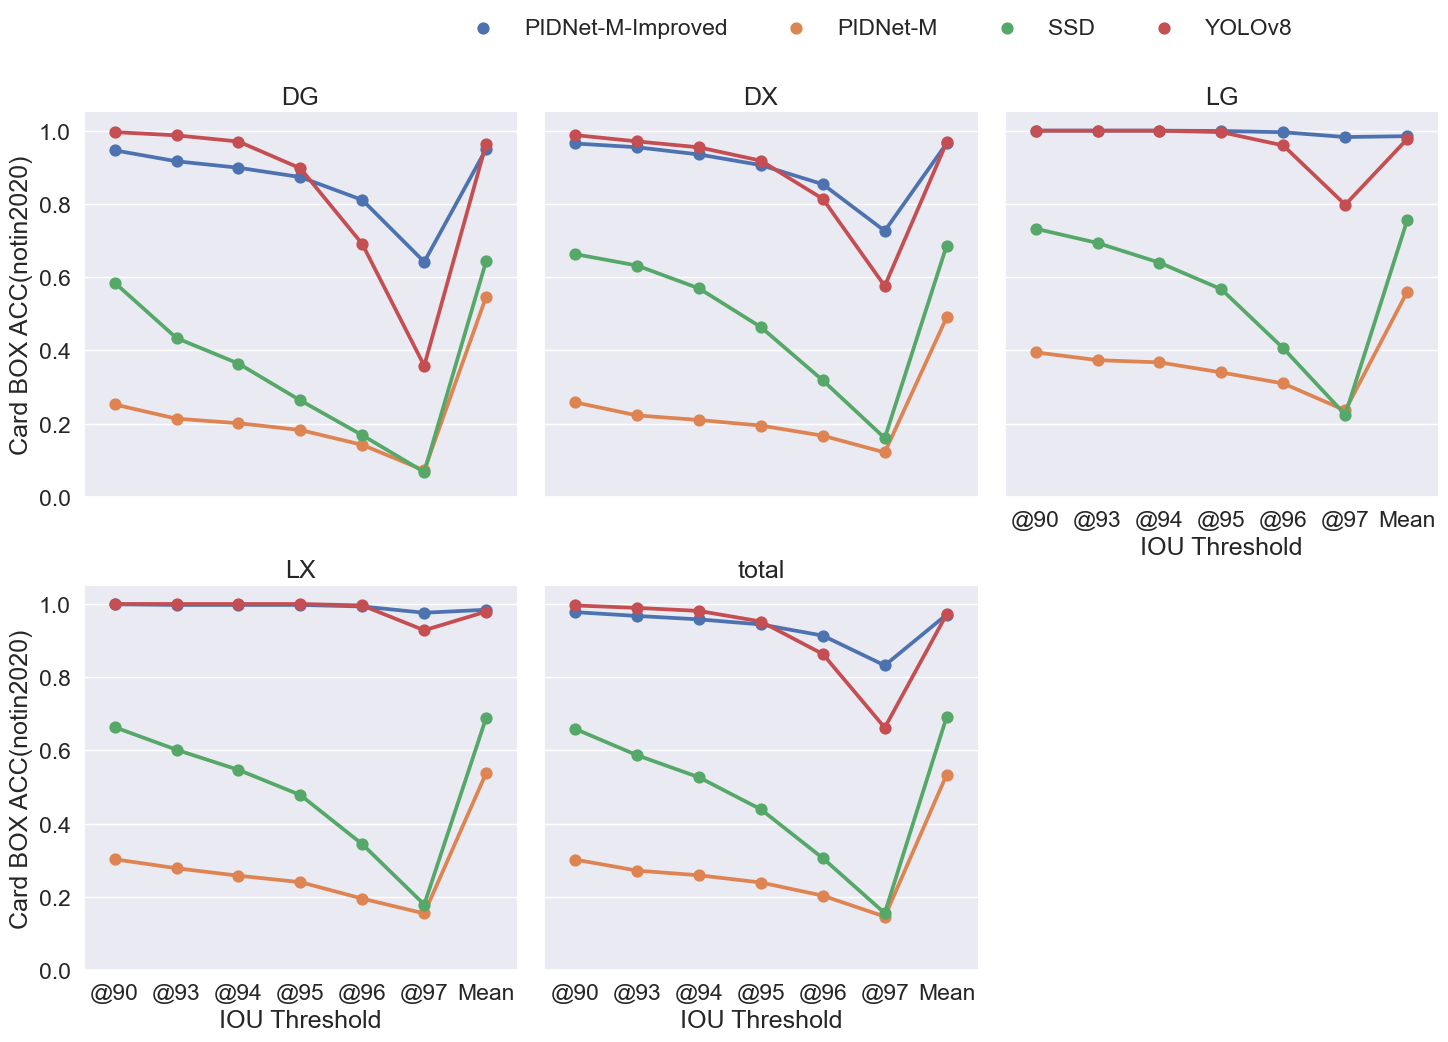 PIDNet-M-Improved PIDNet-M SSD YOLOv8
DG DX LG
Card BOX ACC(notin2020)
1.0
0.8
0.6
0.4
0.2
0.0
@90 @93 @94 @95 @96 @97 Mean
IOU Threshold
LX total
Card BOX ACC(notin2020)
1.0
0.8
0.6
0.4
0.2
0.0
@90 @93 @94 @95 @96 @97 Mean @90 @93 @94 @95 @96 @97 Mean
IOU Threshold IOU Threshold